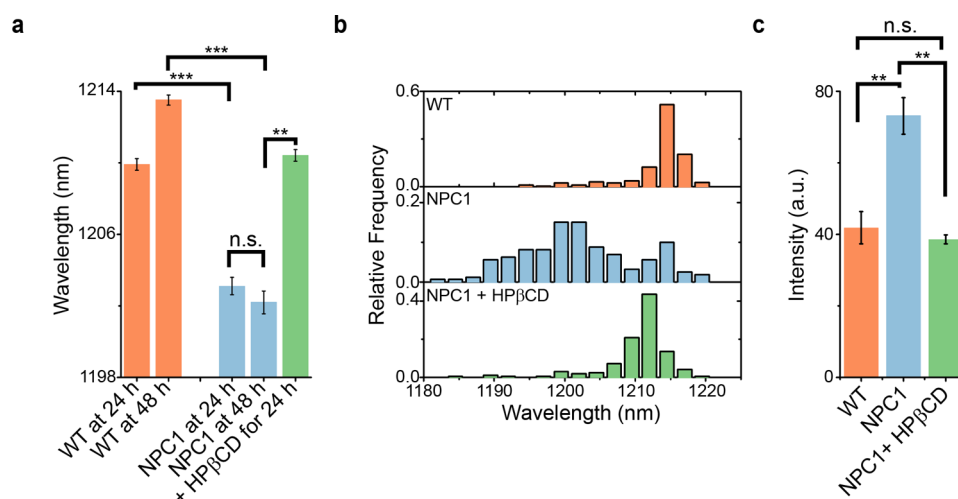 a
***
***
**
n.s.
1214
1206
1198
Wavelength (nm)
WT at 24 h
WT at 48 h
NPC1 at 24 h
NPC1 at 48 h
+ HPβCD for 24 h
b
WT
NPC1
NPC1 + HPβCD
0.6
0.0
0.2
0.0
0.4
0.0
Relative Frequency
1180
1190
1200
1210
1220
Wavelength (nm)
c
n.s.
**
**
80
40
0
Intensity (a.u.)
WT
NPC1
NPC1+ HPβCD